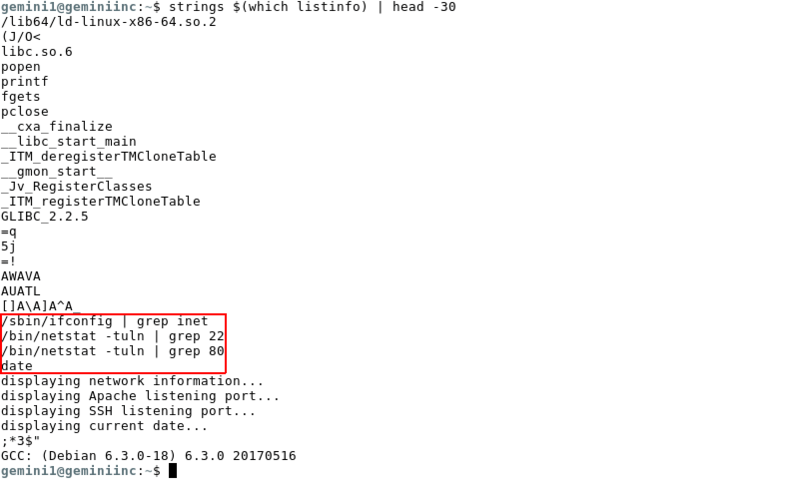 gemini1@geminiinc:~$ strings $(which listinfo) | head -30
/lib64/ld-linux-x86-64.so.2
(J/O<
libc.so.6
popen
printf
fgets
pclose
__cxa_finalize
__libc_start_main
_ITM_deregisterTMCloneTable
__gmon_start__
_Jv_RegisterClasses
_ITM_registerTMCloneTable
GLIBC_2.2.5
=q
5j
=!
AWAVA
AUATL
[]A\A]A^A_
/sbin/ifconfig | grep inet
/bin/netstat -tuln | grep 22
/bin/netstat -tuln | grep 80
date
displaying network information...
displaying Apache listening port...
displaying SSH listening port...
displaying current date...
;*3$"
GCC: (Debian 6.3.0-18) 6.3.0 20170516
gemini1@geminiinc:~$